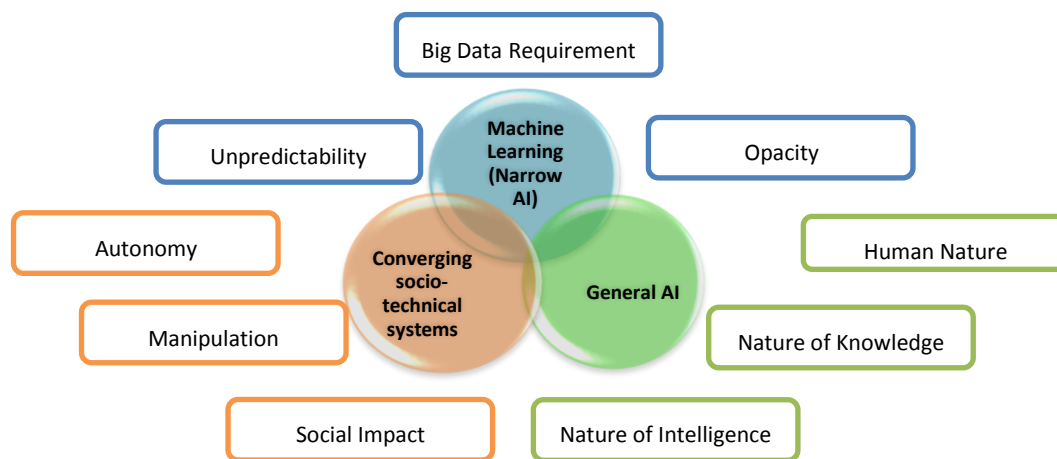 Big Data Requirement
Machine
Learning
(Narrow
AI)
Unpredictability
Opacity
Autonomy
Human Nature
Converging
socio-
technical
systems
General AI
Manipulation
Nature of Knowledge
Social Impact
Nature of Intelligence